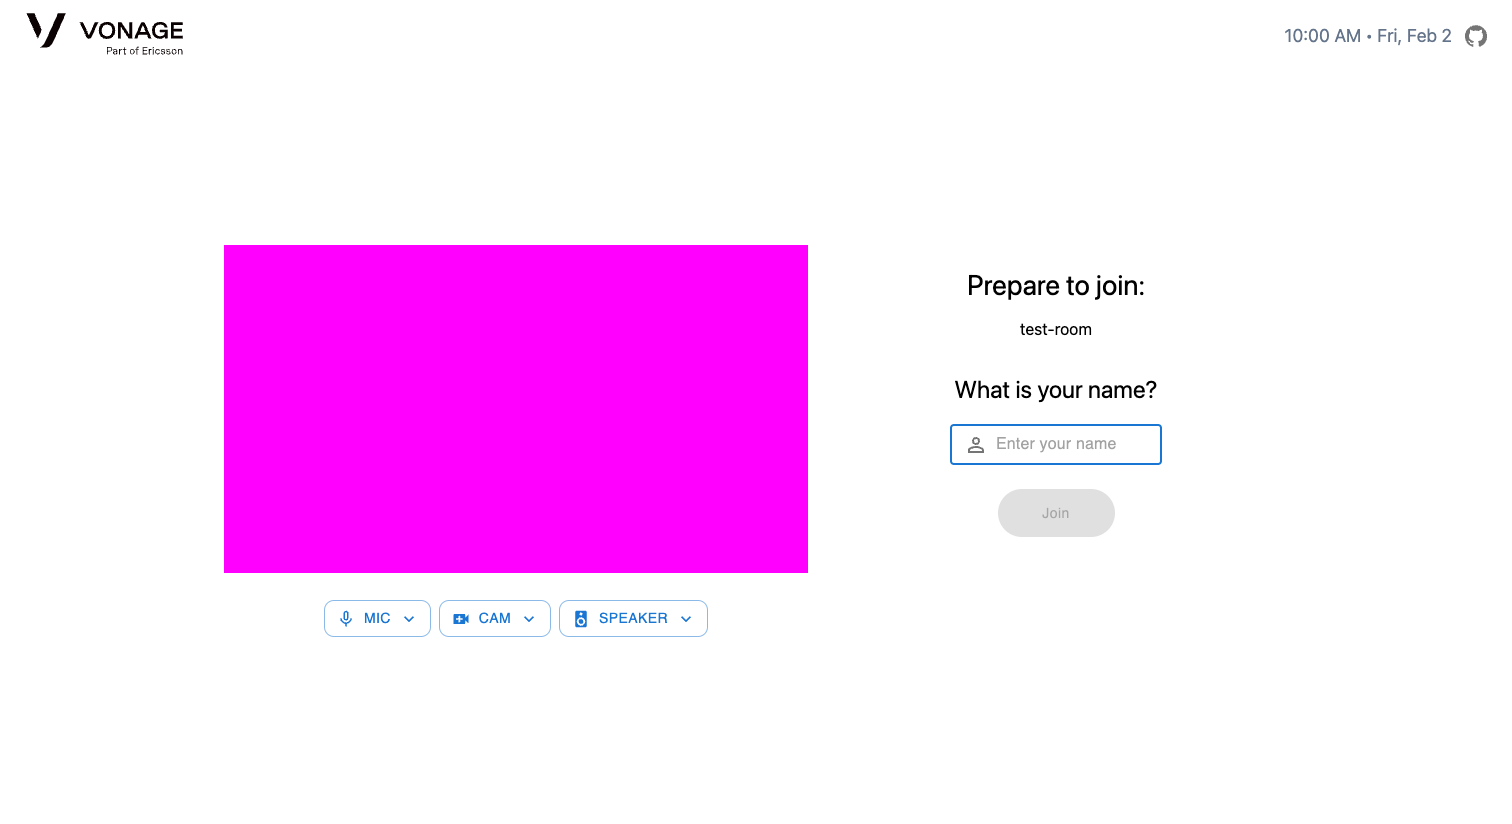 VONAGE
Part of Ericsson
10:00 AM • Fri, Feb 2
Prepare to join:
test-room
What is your name?
Enter your name
Join
MIC
CAM
SPEAKER